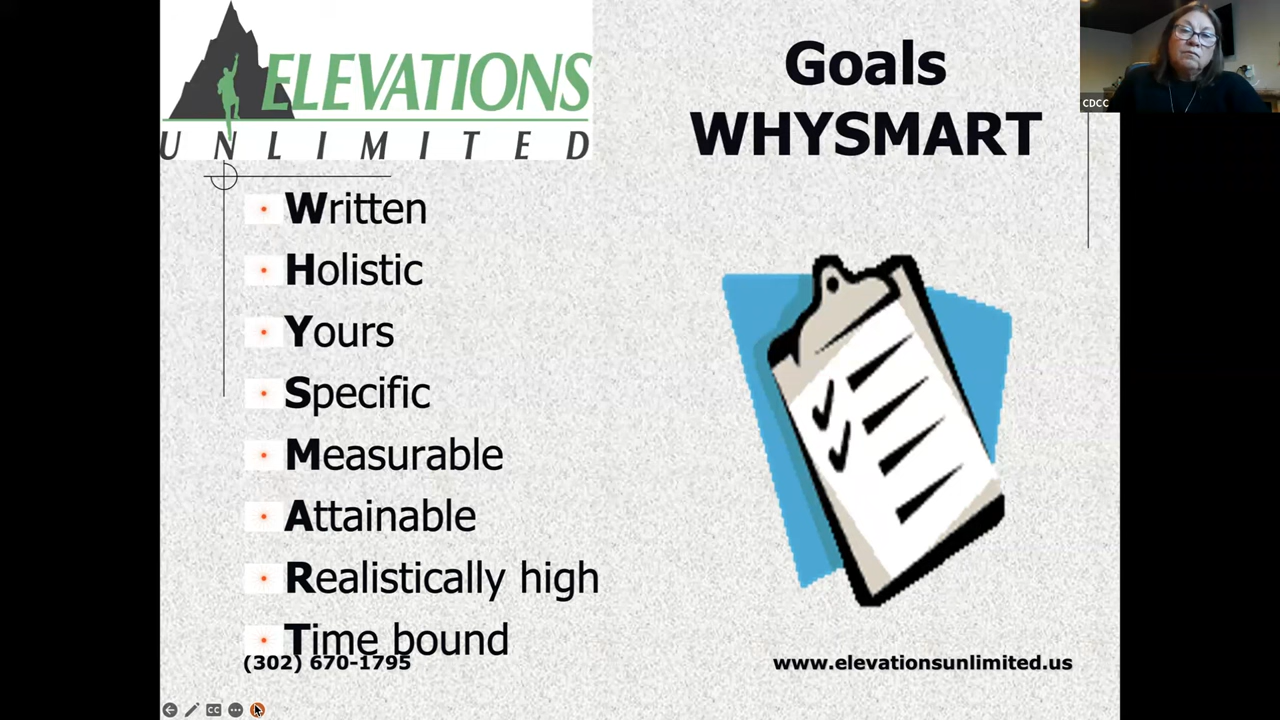 ELEVATIONS
UNLIMITED
Goals
WHYSMART
CDCC
Written
Holistic
Yours
Specific
Measurable
Attainable
Realistically high
Time bound
(302) 670-1795
www.elevationsunlimited.us
CC